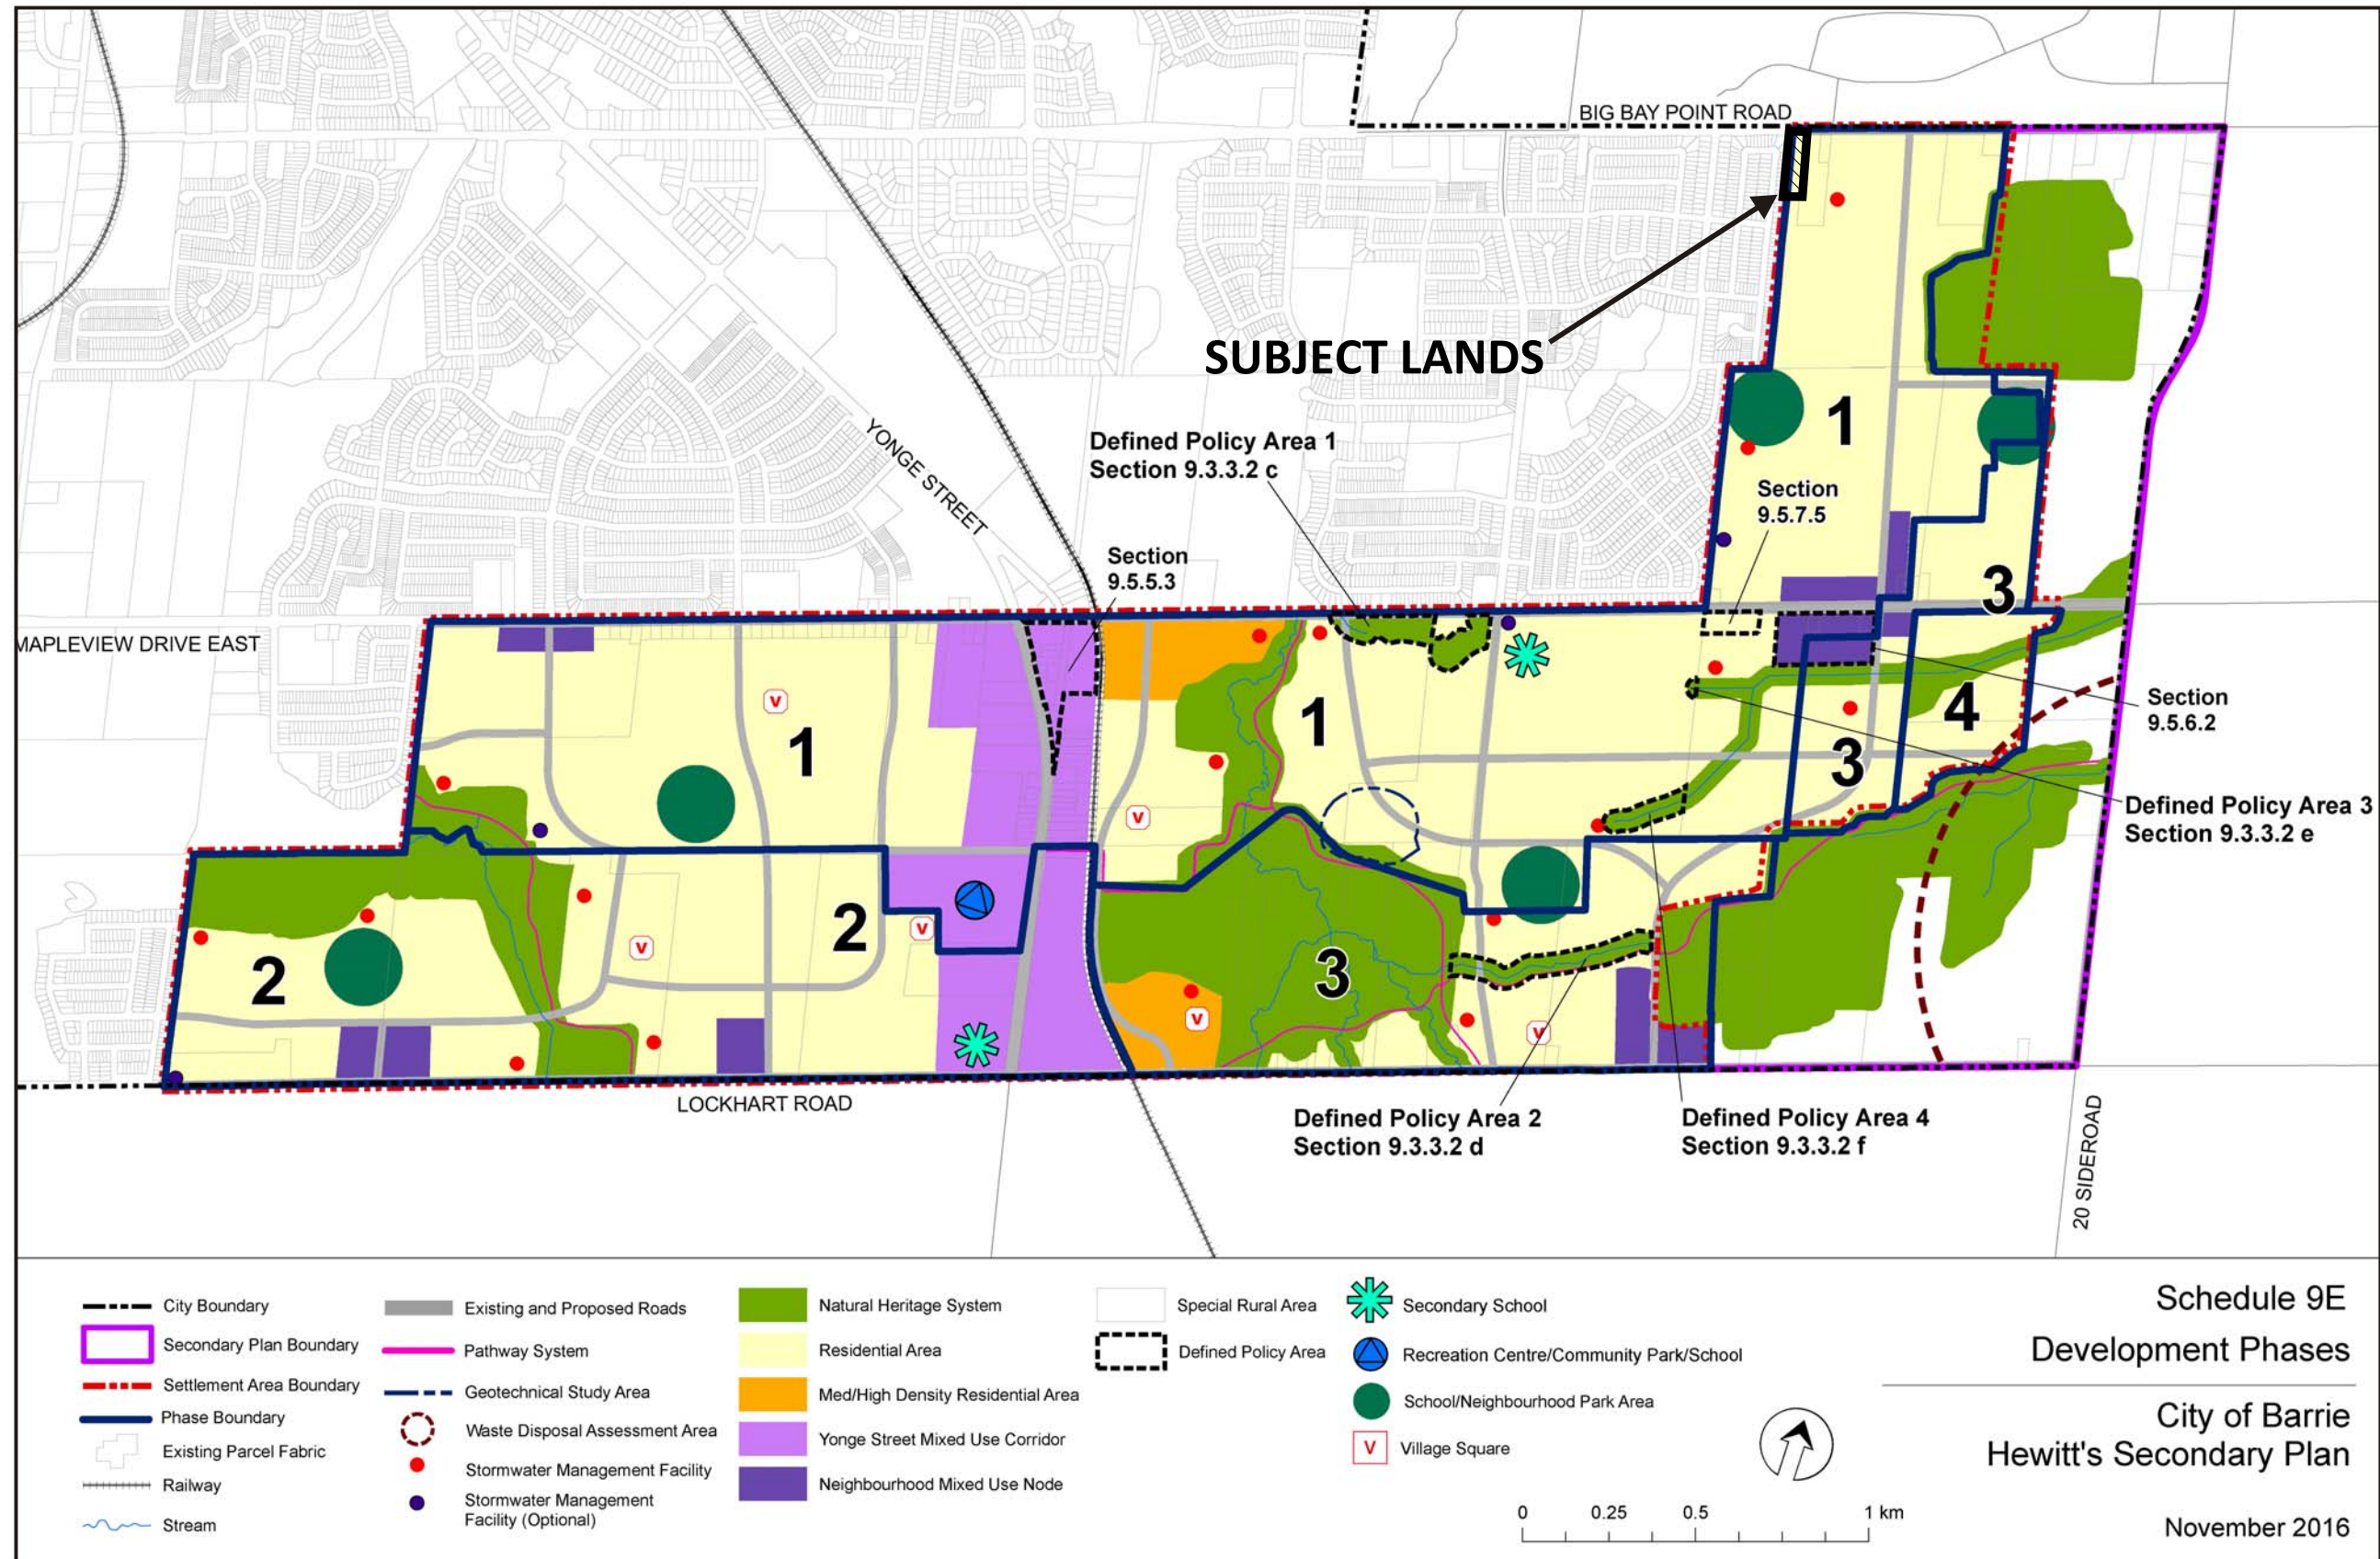 BIG BAY POINT ROAD
SUBJECT LANDS
1
YONGE STREET
Defined Policy Area 1
Section 9.3.3.2 c
Section
9.5.7.5
Section
9.5.5.3
3
MAPLEVIEW DRIVE EAST
V
1
1
4
Section
9.5.6.2
3
V
Defined Policy Area 3
Section 9.3.3.2 e
2
V
V
2
3
V
V
LOCKHART ROAD
Defined Policy Area 2
Section 9.3.3.2 d
Defined Policy Area 4
Section 9.3.3.2 f
20 SIDEROAD
City Boundary
Secondary Plan Boundary
Settlement Area Boundary
Phase Boundary
Existing Parcel Fabric
Railway
Stream
Existing and Proposed Roads
Pathway System
Geotechnical Study Area
Waste Disposal Assessment Area
Stormwater Management Facility
Stormwater Management
Facility (Optional)
Natural Heritage System
Residential Area
Med/High Density Residential Area
Yonge Street Mixed Use Corridor
Neighbourhood Mixed Use Node
Special Rural Area
Defined Policy Area
Secondary School
Recreation Centre/Community Park/School
School/Neighbourhood Park Area
V
Village Square
0 0.25 0.5 1 km
Schedule 9E
Development Phases
City of Barrie
Hewitt's Secondary Plan
November 2016